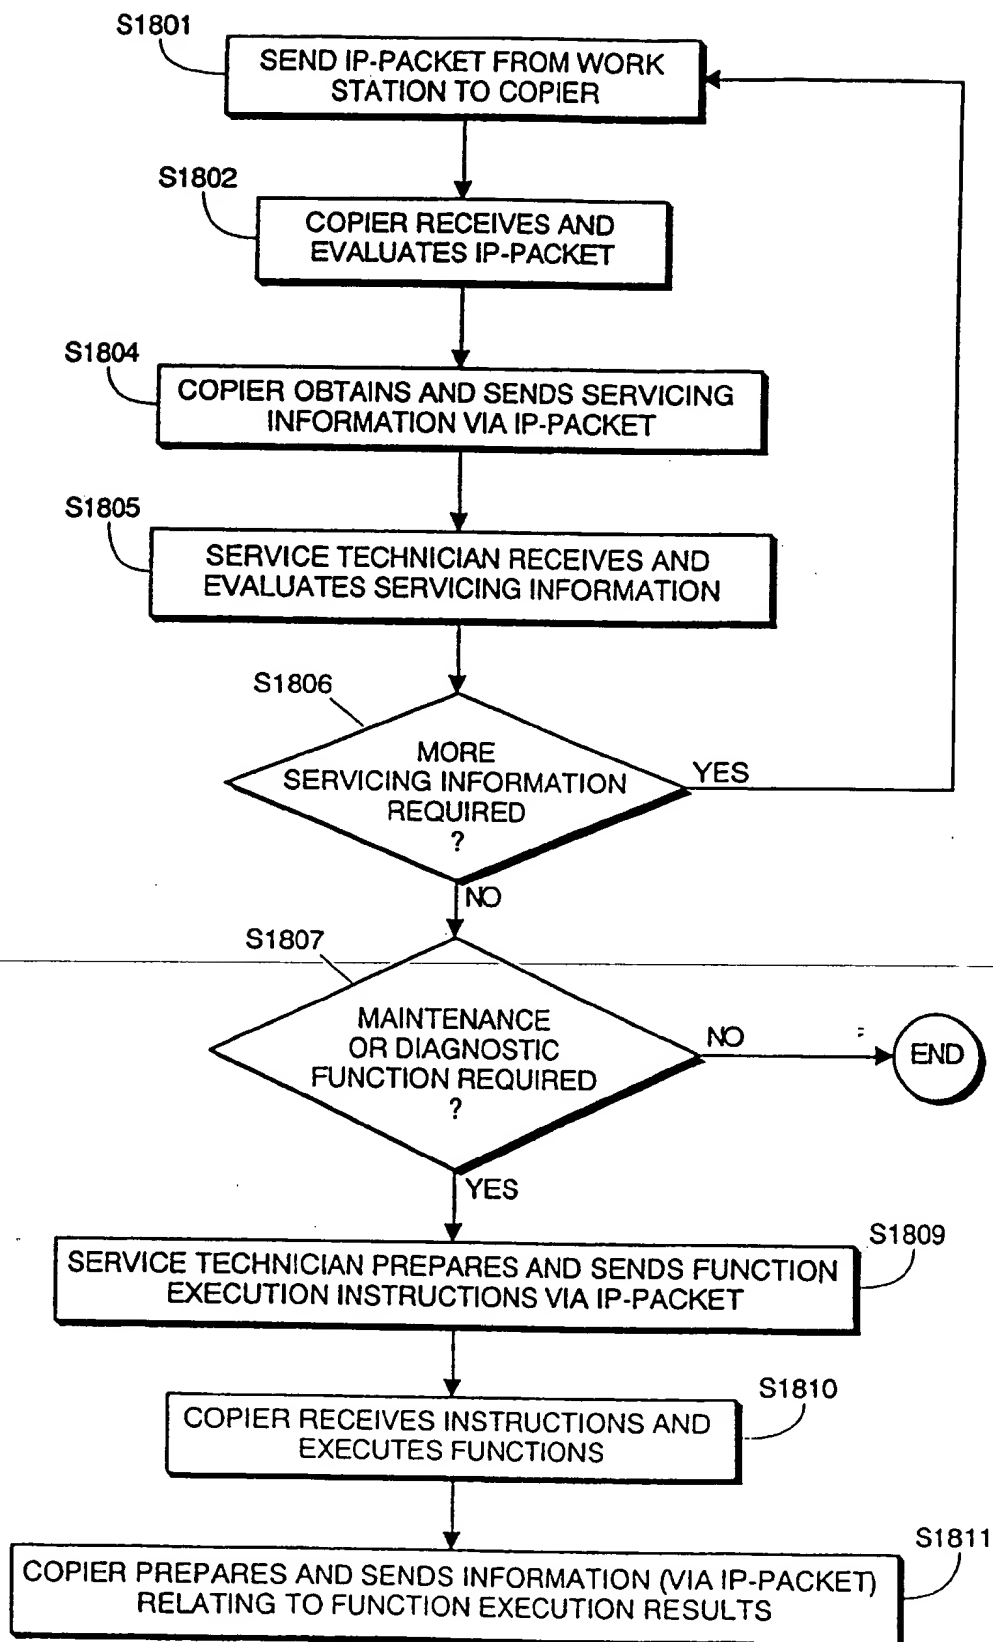 S1801
SEND IP-PACKET FROM WORK
STATION TO COPIER
S1802
COPIER RECEIVES AND
EVALUATES IP-PACKET
S1804
COPIER OBTAINS AND SENDS SERVICING
INFORMATION VIA IP-PACKET
S1805
SERVICE TECHNICIAN RECEIVES AND
EVALUATES SERVICING INFORMATION
S1806
MORE
SERVICING INFORMATION
REQUIRED
?
YES
NO
S1807
MAINTENANCE
OR DIAGNOSTIC
FUNCTION REQUIRED
?
NO
END
YES
S1809
SERVICE TECHNICIAN PREPARES AND SENDS FUNCTION
EXECUTION INSTRUCTIONS VIA IP-PACKET
S1810
COPIER RECEIVES INSTRUCTIONS AND
EXECUTES FUNCTIONS
S1811
COPIER PREPARES AND SENDS INFORMATION (VIA IP-PACKET)
RELATING TO FUNCTION EXECUTION RESULTS